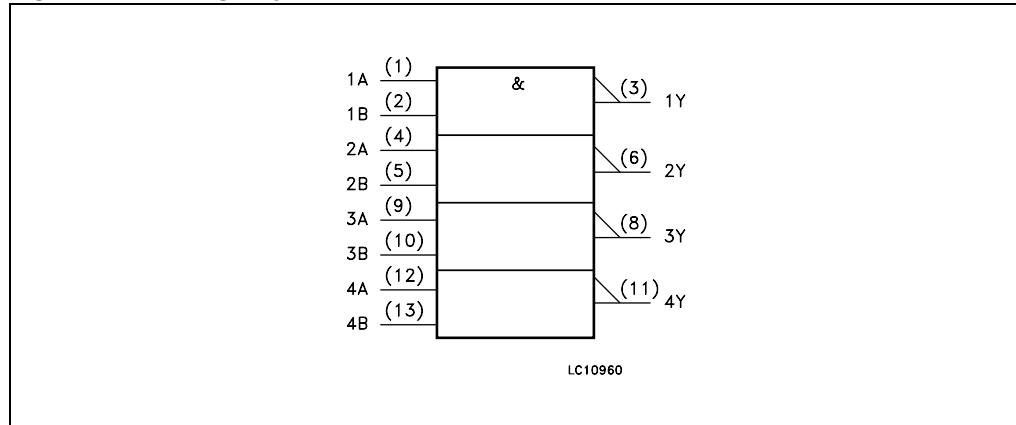 1A (1)
&
(3) 1Y
1B (2)
2A (4)
(6) 2Y
2B (5)
3A (9)
(8) 3Y
3B (10)
4A (12)
(11) 4Y
4B (13)
LC10960